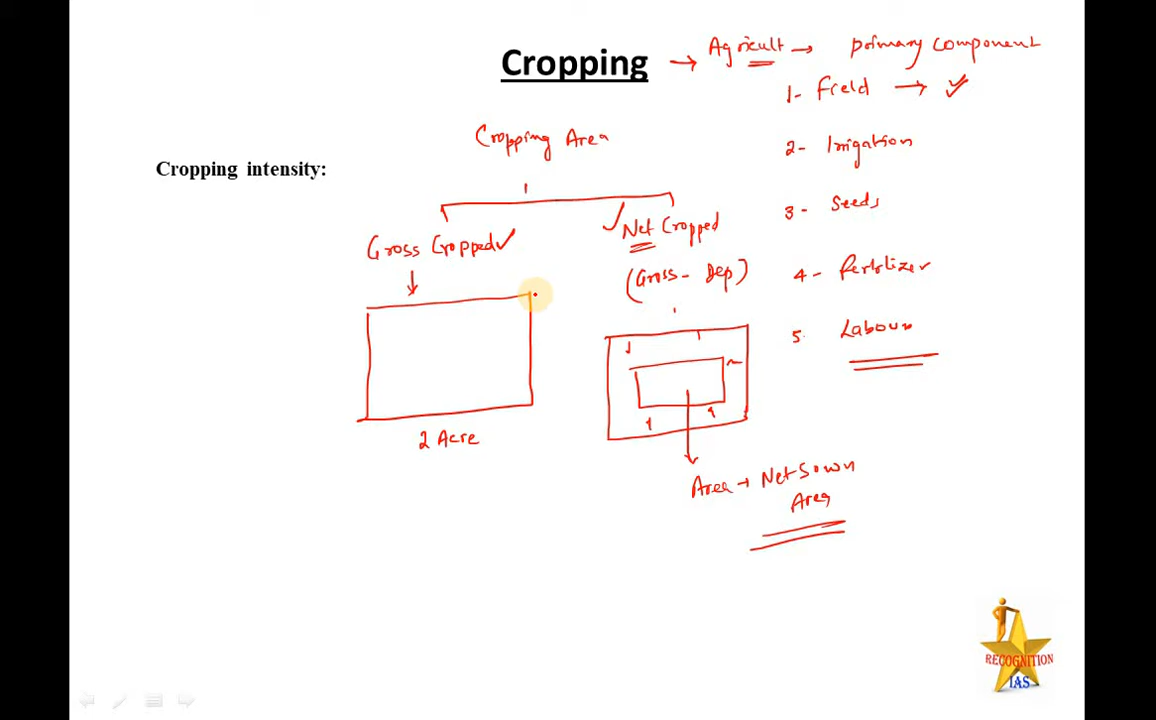 Cropping → Agricult → primary component
1- Field →
Cropping Area
2- Irrigation
Cropping intensity:
3- Seeds
Gross Cropped
Net Cropped
(Gross - Dep)
4- Fertilizer
5. Labour
2 Acre
Area → Net Sown
Area
RECOGNITION
IAS